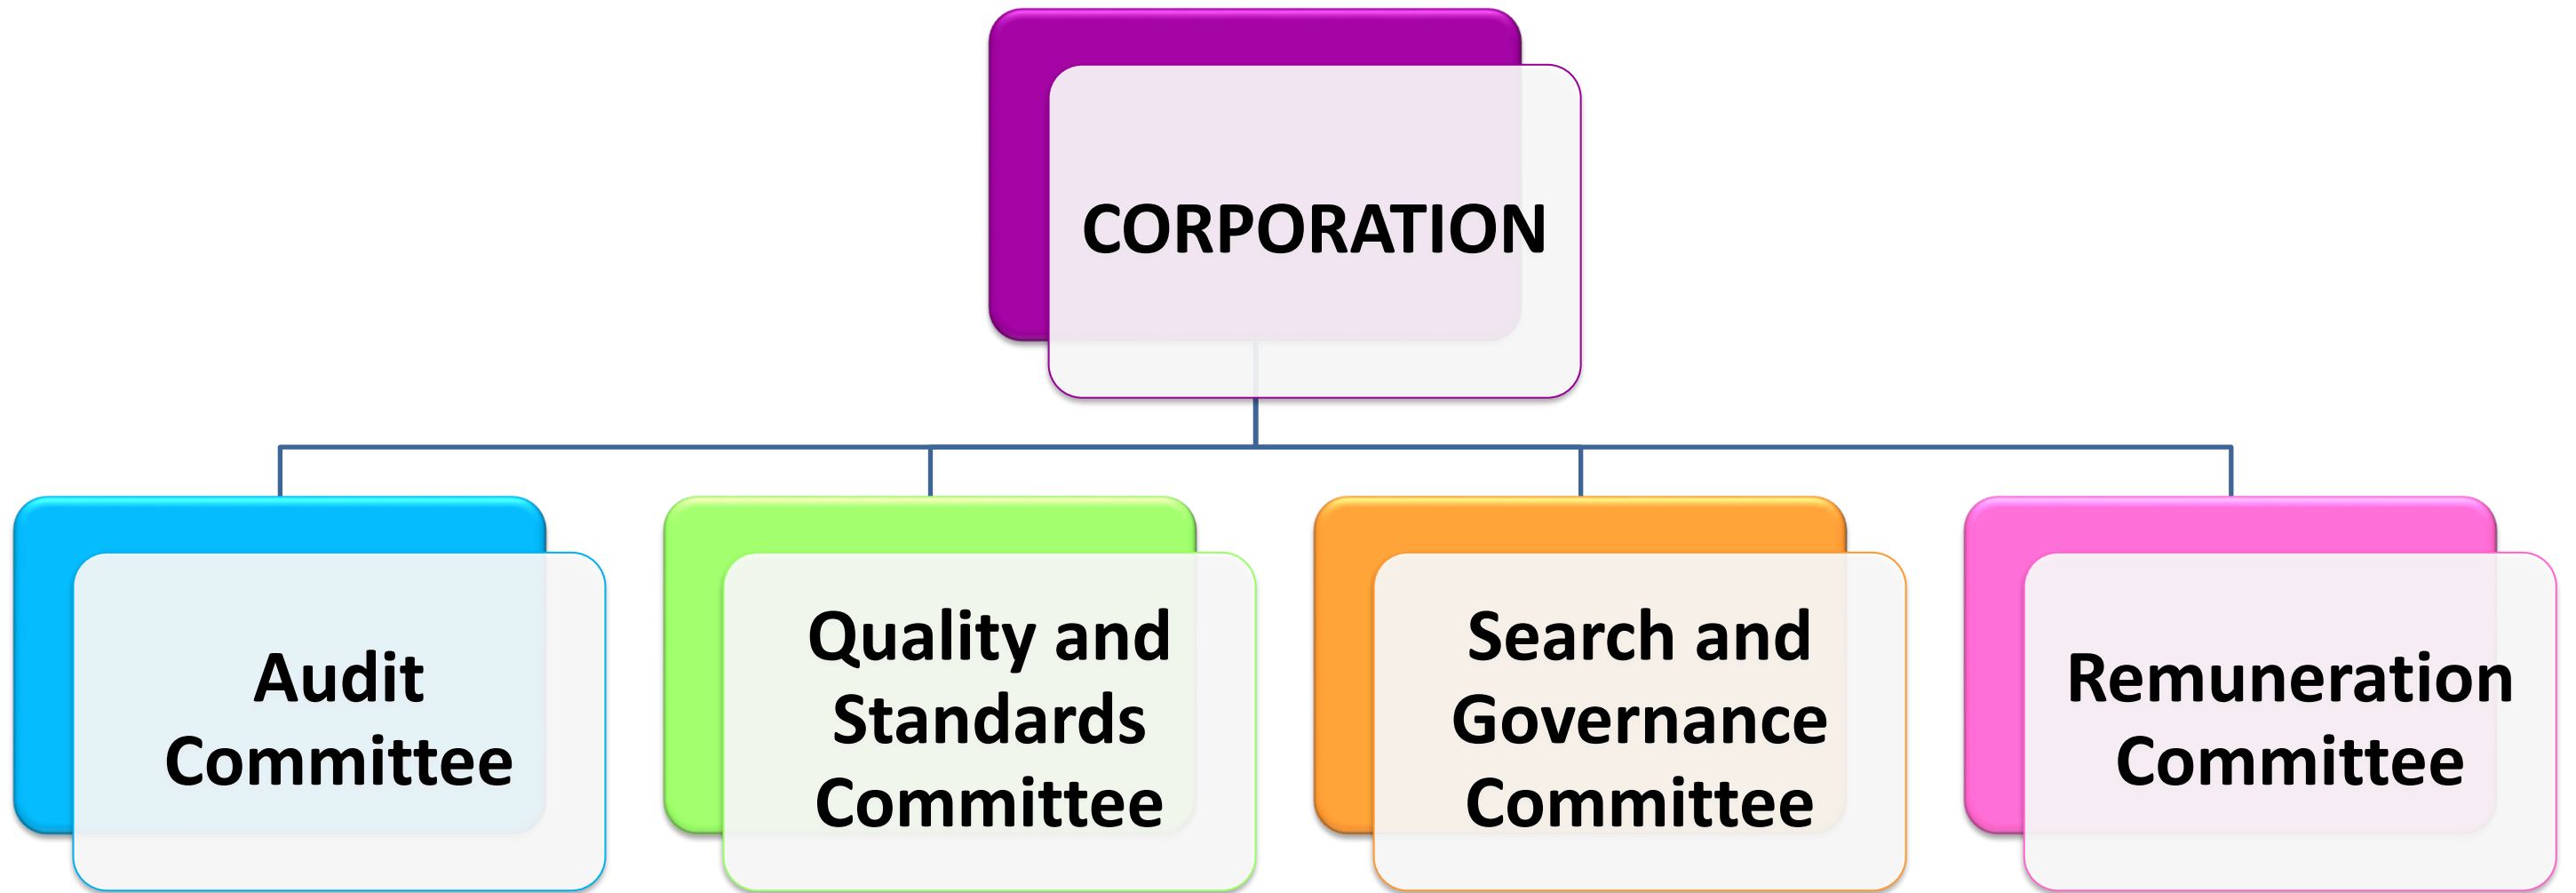 CORPORATION
Audit
Committee
Quality and
Standards
Committee
Search and
Governance
Committee
Remuneration
Committee